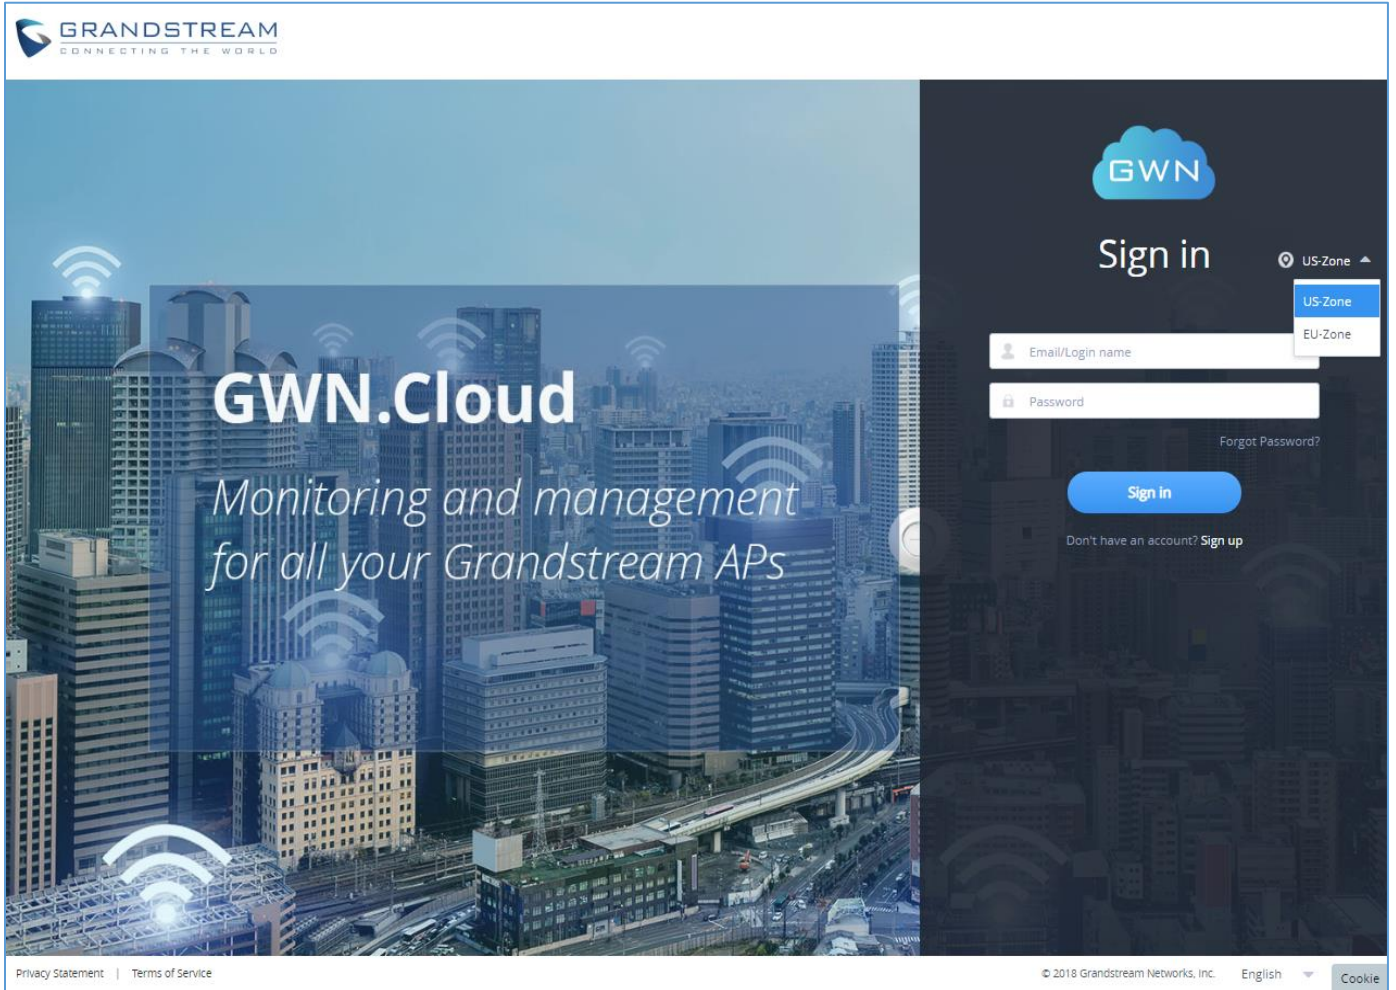 GRANDSTREAM
CONNECTING THE WORLD
GWN
Sign in
US-Zone
US-Zone
EU-Zone
Email/Login name
Password
Forgot Password?
Sign in
Don't have an account? Sign up
GWN.Cloud
Monitoring and management
for all your Grandstream APs
Privacy Statement | Terms of Service
© 2018 Grandstream Networks, Inc.
English
Cookie